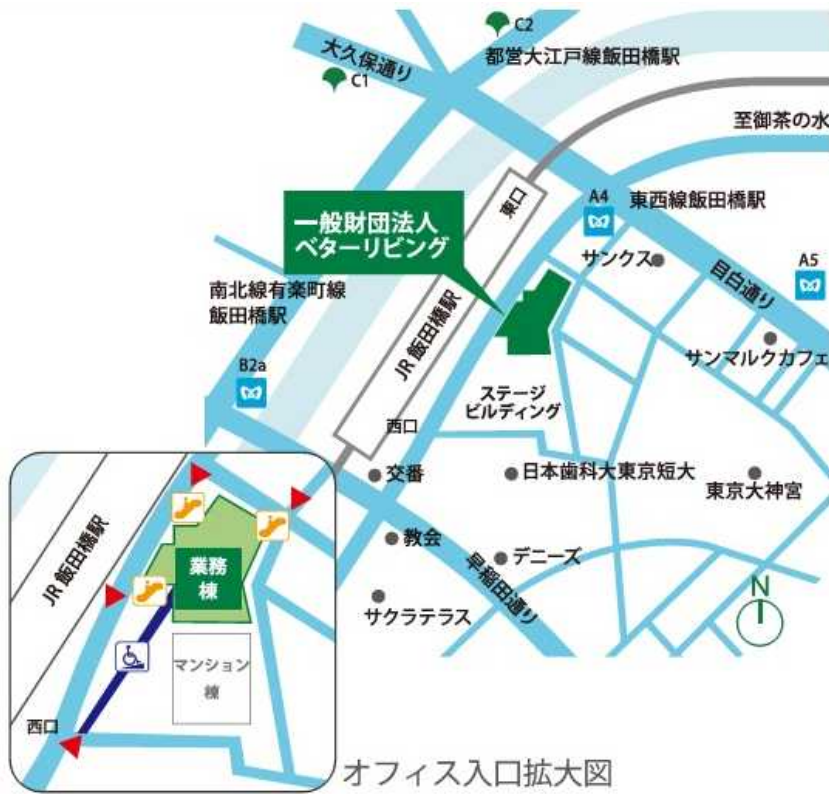 C2
大久保通り
都営大江戸線飯田橋駅
C1
至御茶の水
東口
A4
東西線飯田橋駅
一般財団法人
ベターリビング
サンクス
A5
目白通り
南北線有楽町線
飯田橋駅
JR 飯田橋駅
サンマルクカフェ
B2a
ステージ
ビルディング
西口
交番
日本歯科大東京短大
東京大神宮
教会
デニーズ
早稲田通り
サクラテラス
N
JR 飯田橋駅
業務
棟
マンション
棟
西口
オフィス入口拡大図